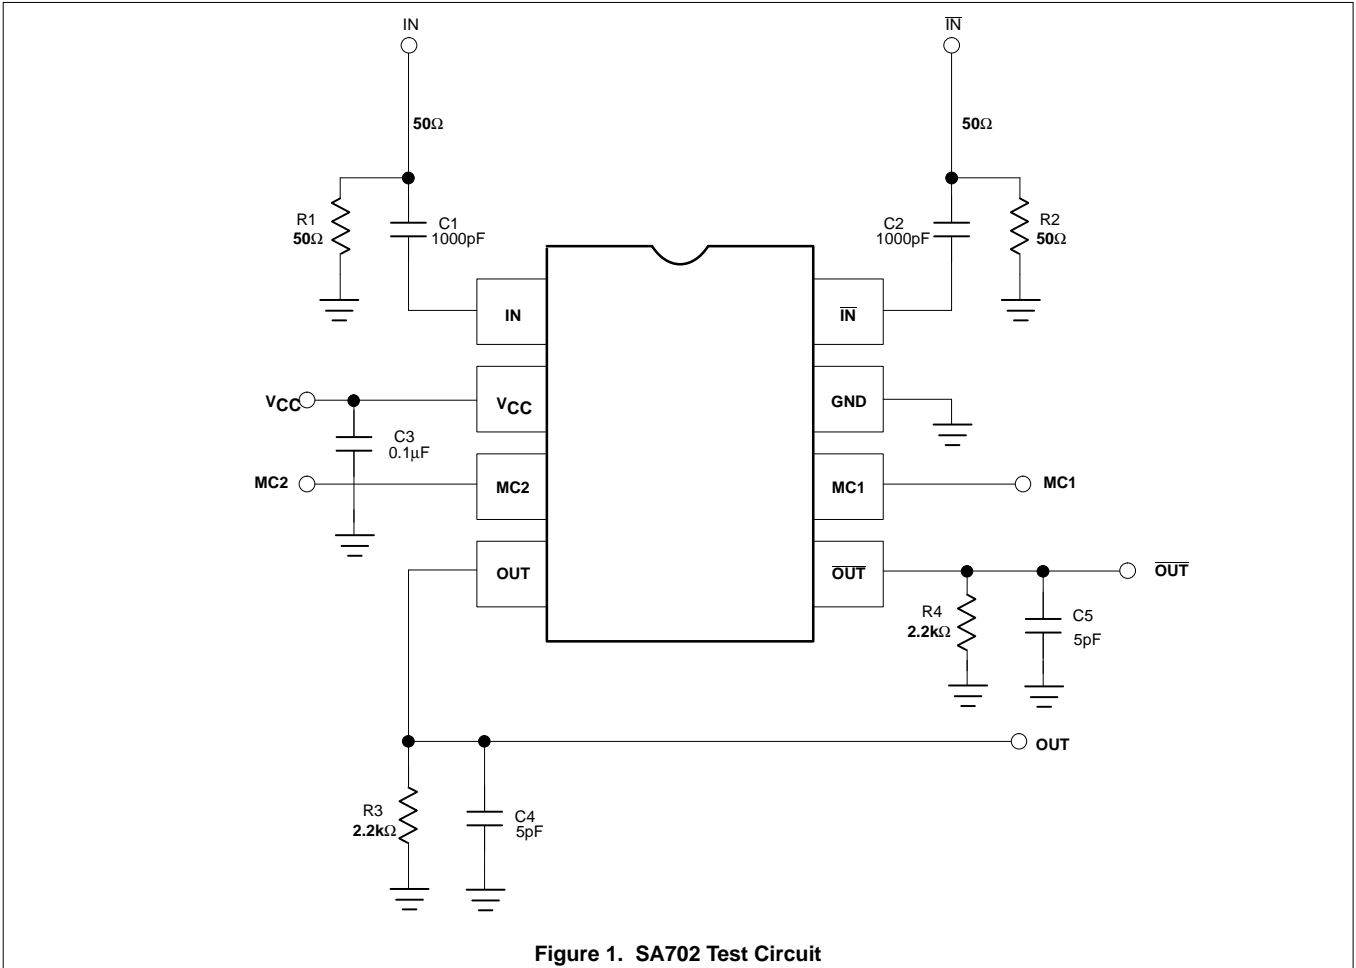 IN
IN
50Ω
50Ω
R1
50Ω
C1
1000pF
C2
1000pF
R2
50Ω
IN
IN
VCC
VCC
GND
C3
0.1µF
MC2
MC2
MC1
MC1
OUT
OUT
OUT
R4
2.2kΩ
C5
5pF
OUT
R3
2.2kΩ
C4
5pF
Figure 1. SA702 Test Circuit